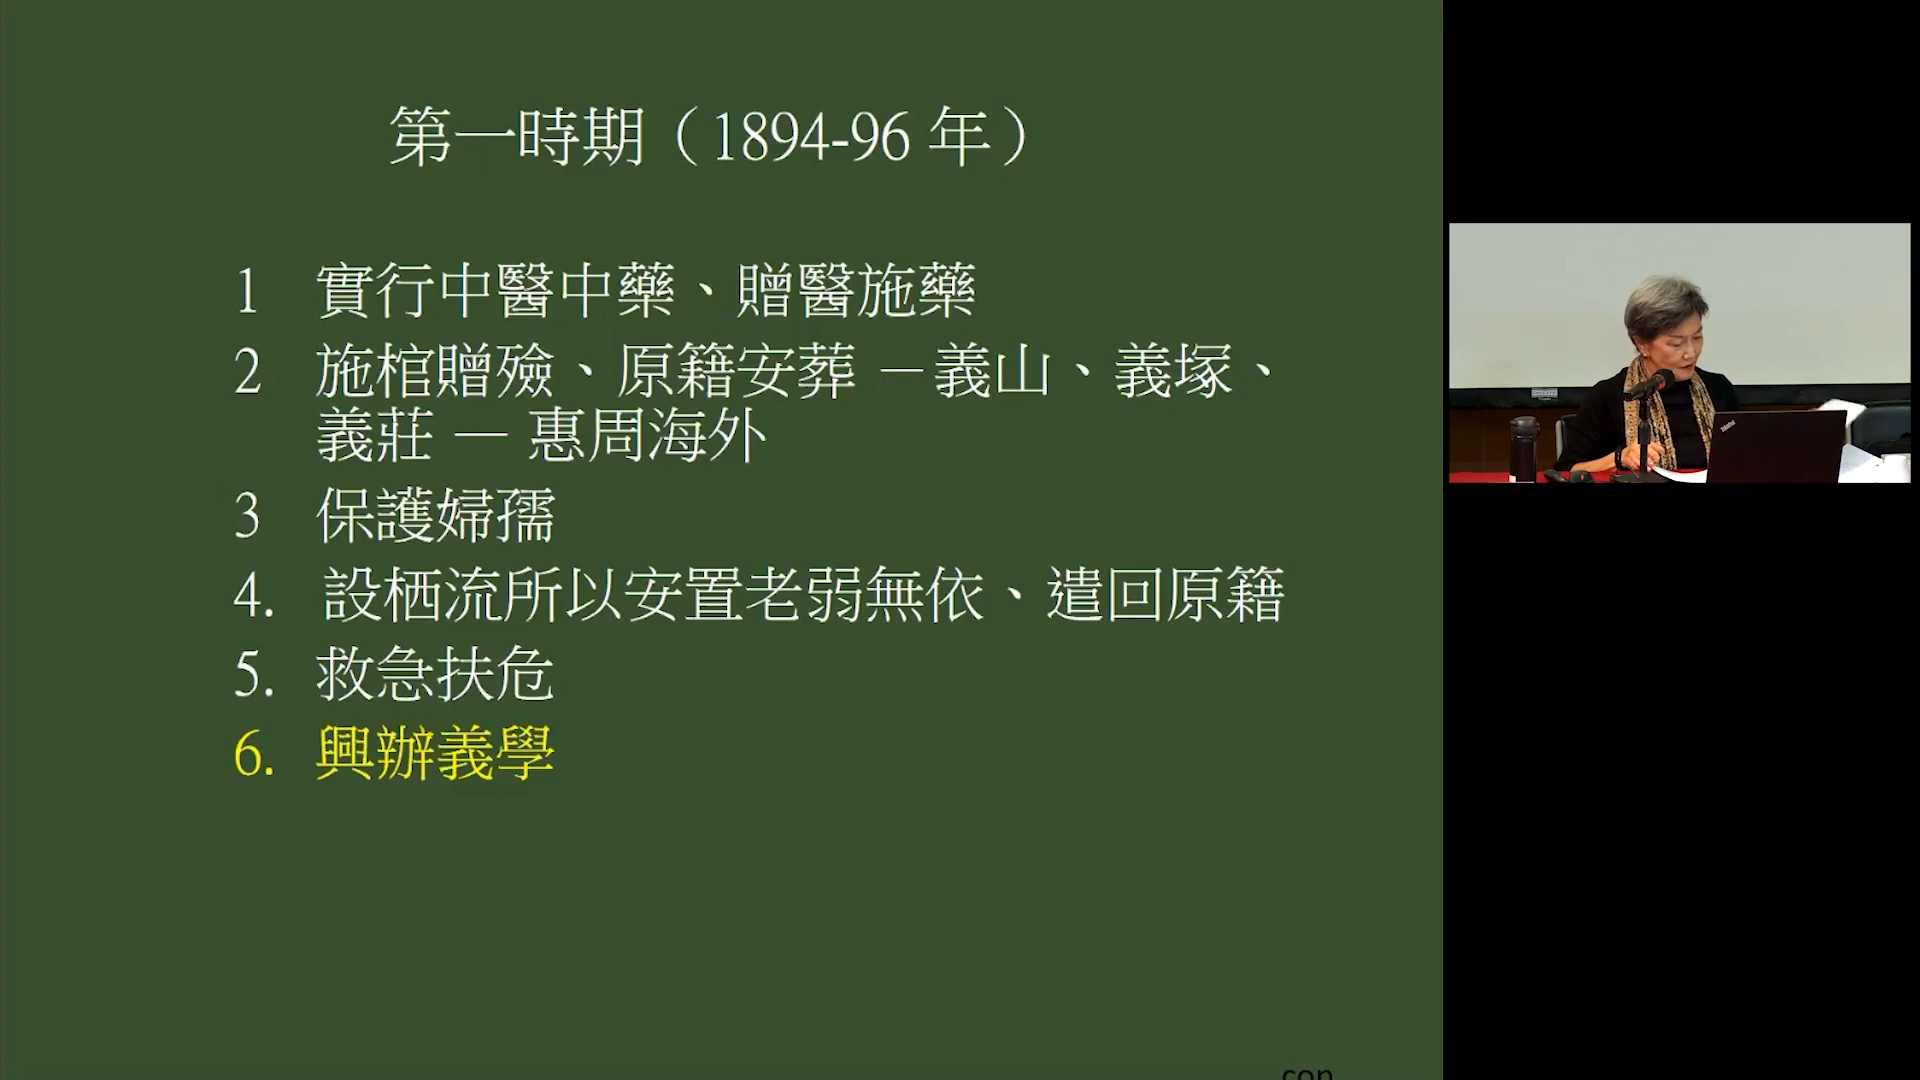 第一時期（1894-96 年）
1 實行中醫中藥、贈醫施藥
2 施棺贈殮、原籍安葬 －義山、義塚、
義莊 — 惠周海外
3 保護婦孺
4. 設栖流所以安置老弱無依、遣回原籍
5. 救急扶危
6. 興辦義學
con